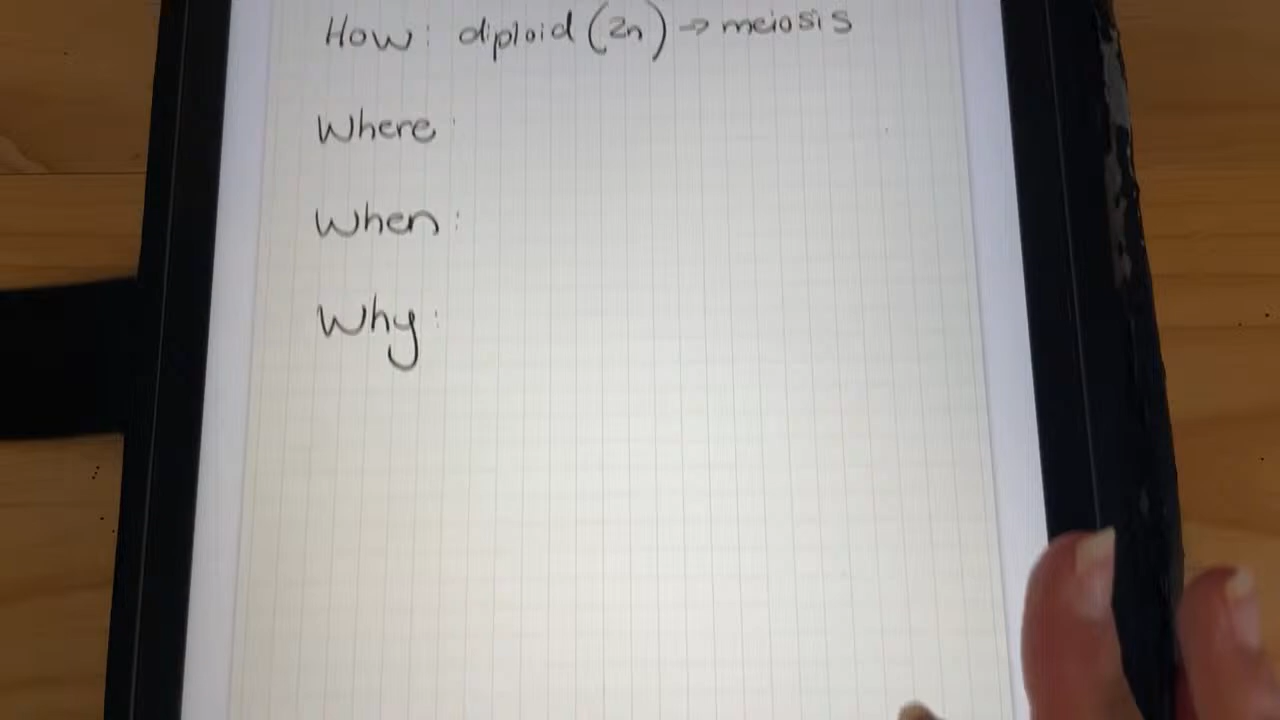 How: diploid (2n) → meiosis
Where:
When:
Why: